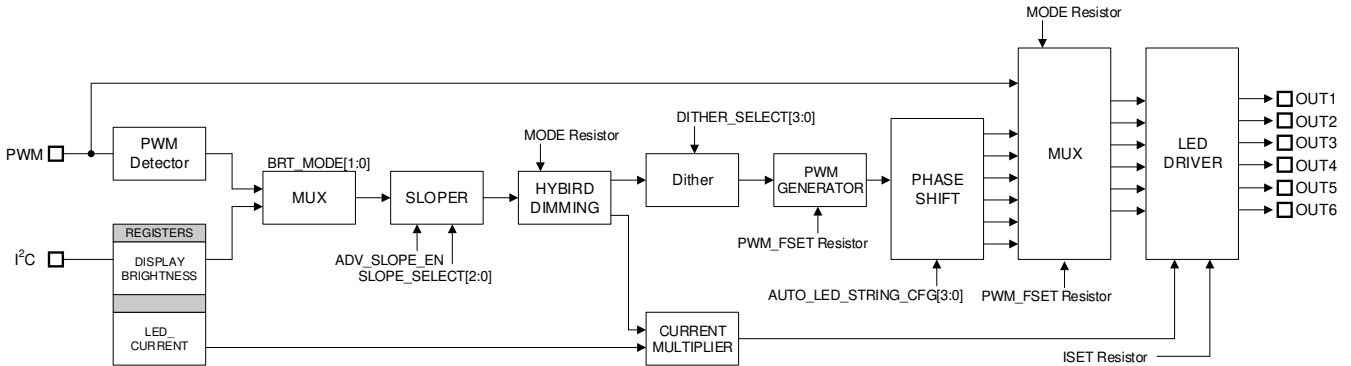 MODE Resistor
OUT1
OUT2
OUT3
OUT4
OUT5
OUT6
MUX
LED
DRIVER
DITHER_SELECT[3:0]
MODE Resistor
PWM
PWM
Detector
BRT_MODE[1:0]
MUX
SLOPER
HYBIRD
DIMMING
Dither
PWM
GENERATOR
PHASE
SHIFT
PWM_FSET Resistor
I²C
REGISTERS
DISPLAY
BRIGHTNESS
ADV_SLOPE_EN
SLOPE_SELECT[2:0]
AUTO_LED_STRING_CFG[3:0]
PWM_FSET Resistor
LED_
CURRENT
CURRENT
MULTIPLIER
ISET Resistor